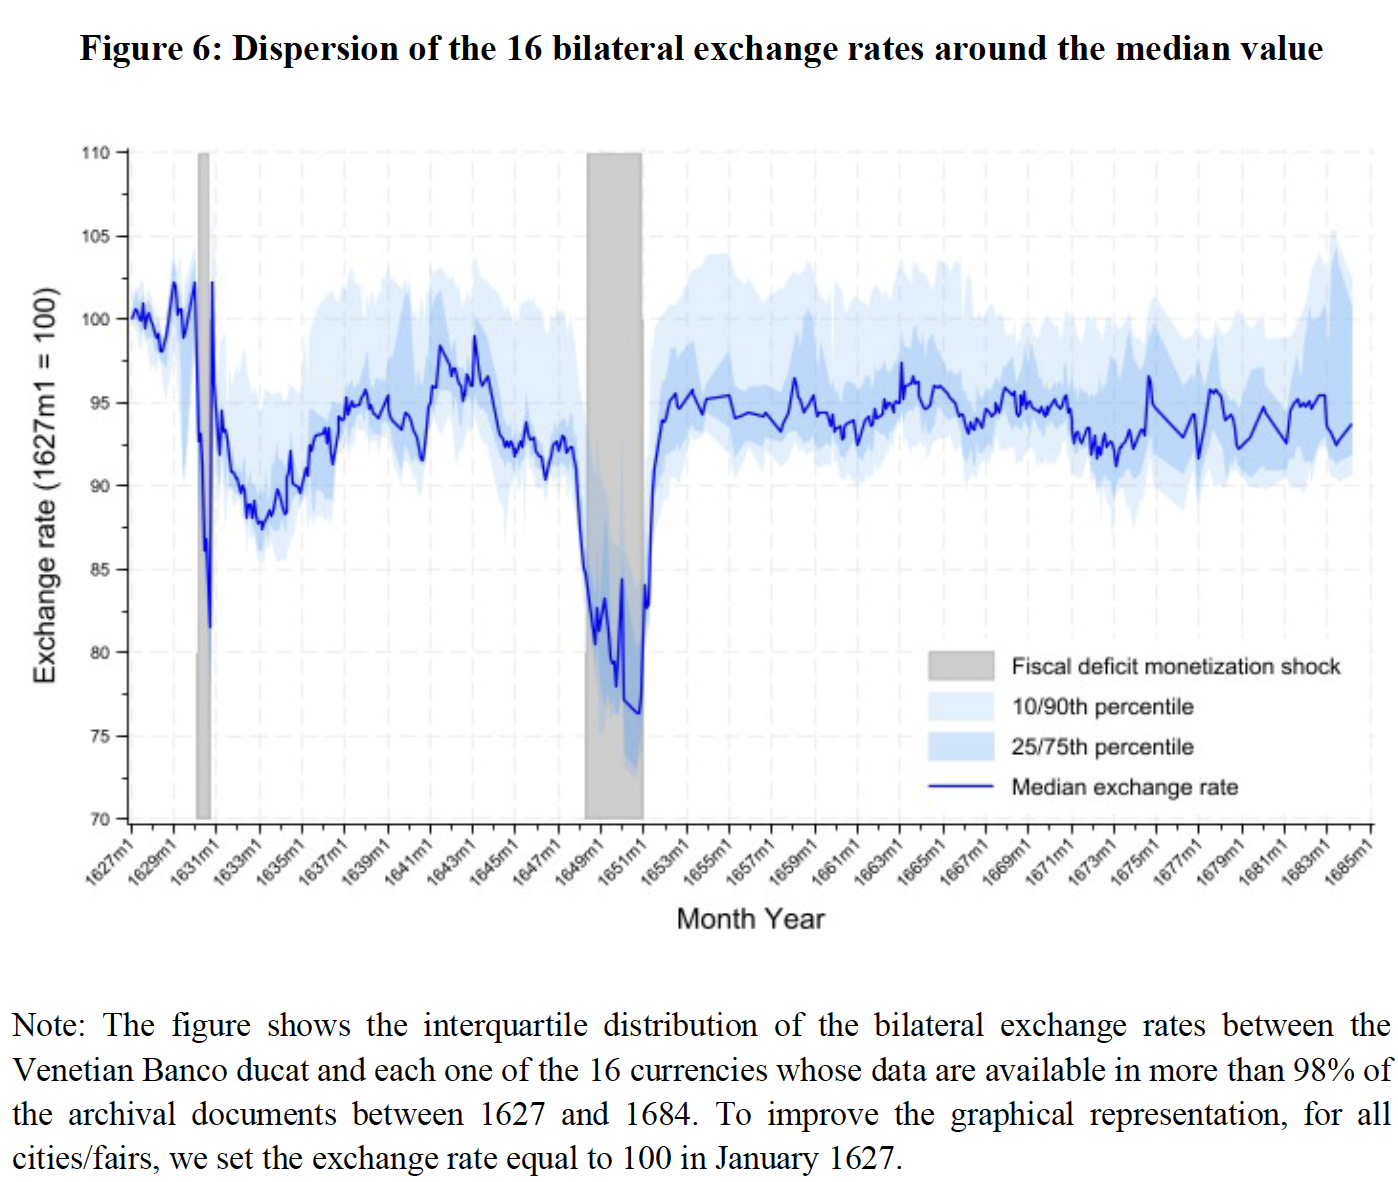 Figure 6: Dispersion of the 16 bilateral exchange rates around the median value
110
105
100
95
90
85
80
75
70
Exchange rate (1627m1 = 100)
Fiscal deficit monetization shock
10/90th percentile
25/75th percentile
Median exchange rate
1627m1
1629m1
1631m1
1633m1
1635m1
1637m1
1639m1
1641m1
1643m1
1645m1
1647m1
1649m1
1651m1
1653m1
1655m1
1657m1
1659m1
1661m1
1663m1
1665m1
1667m1
1669m1
1671m1
1673m1
1675m1
1677m1
1679m1
1681m1
1683m1
1685m1
Month Year
Note: The figure shows the interquartile distribution of the bilateral exchange rates between the
Venetian Banco ducat and each one of the 16 currencies whose data are available in more than 98% of
the archival documents between 1627 and 1684. To improve the graphical representation, for all
cities/fairs, we set the exchange rate equal to 100 in January 1627.